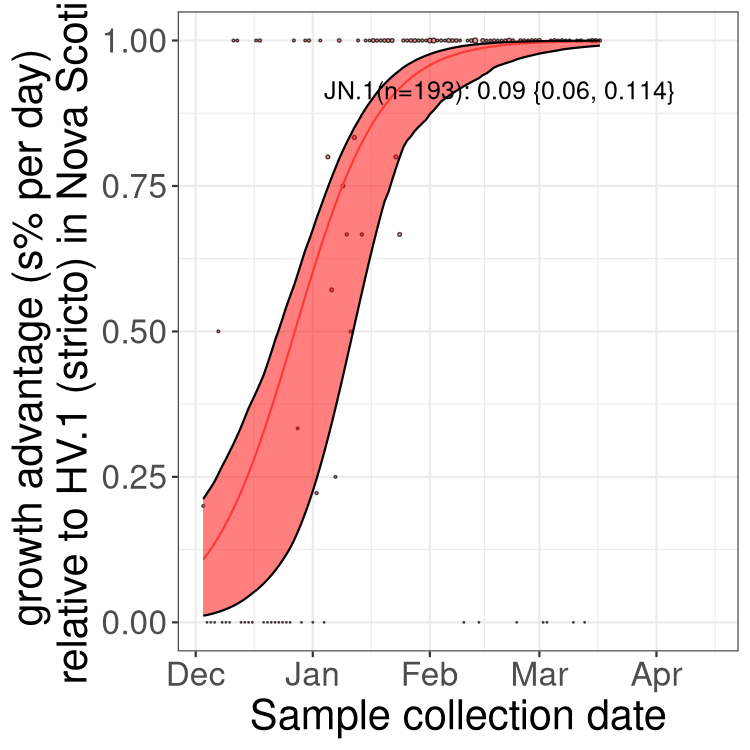 growth advantage (s% per day)
relative to HV.1 (stricto) in Nova Scoti
1.00
0.75
0.50
0.25
0.00
JN.1(n=193): 0.09 {0.06, 0.114}
Dec Jan Feb Mar Apr
Sample collection date